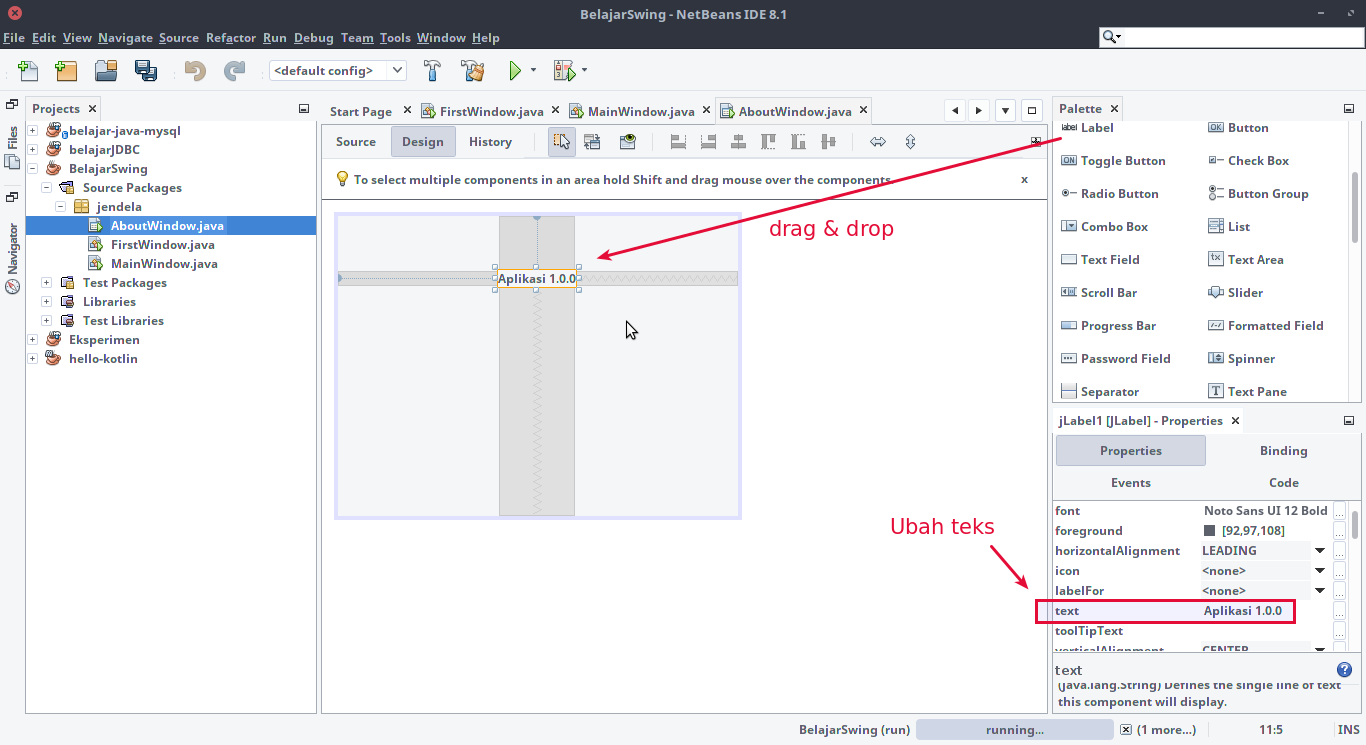 BelajarSwing - NetBeans IDE 8.1
File Edit View Navigate Source Refactor Run Debug Team Tools Window Help
<default config>
Projects
Start Page
FirstWindow.java
MainWindow.java
AboutWindow.java
Palette
Files
Navigator
belajar-java-mysql
belajarJDBC
BelajarSwing
Source Packages
jendela
AboutWindow.java
FirstWindow.java
MainWindow.java
Test Packages
Libraries
Test Libraries
Eksperimen
hello-kotlin
Source Design History
To select multiple components in an area hold Shift and drag mouse over the components.
x
drag & drop
Aplikasi 1.0.0
Ubah teks
label Label
OK Button
ON Toggle Button
Check Box
Radio Button
Button Group
Combo Box
List
Text Field
Text Area
Scroll Bar
Slider
Progress Bar
Formatted Field
Password Field
Spinner
Separator
T Text Pane
jLabel1 [JLabel] - Properties
Properties Binding
Events Code
font Noto Sans UI 12 Bold ...
foreground [92,97,108] ...
horizontalAlignment LEADING ...
icon <none> ...
labelFor <none> ...
text Aplikasi 1.0.0 ...
toolTipText ...
verticalAlignment CENTER
text
?
(java.lang.String) Defines the single line of text
this component will display.
BelajarSwing (run) running... (1 more...) 11:5 INS